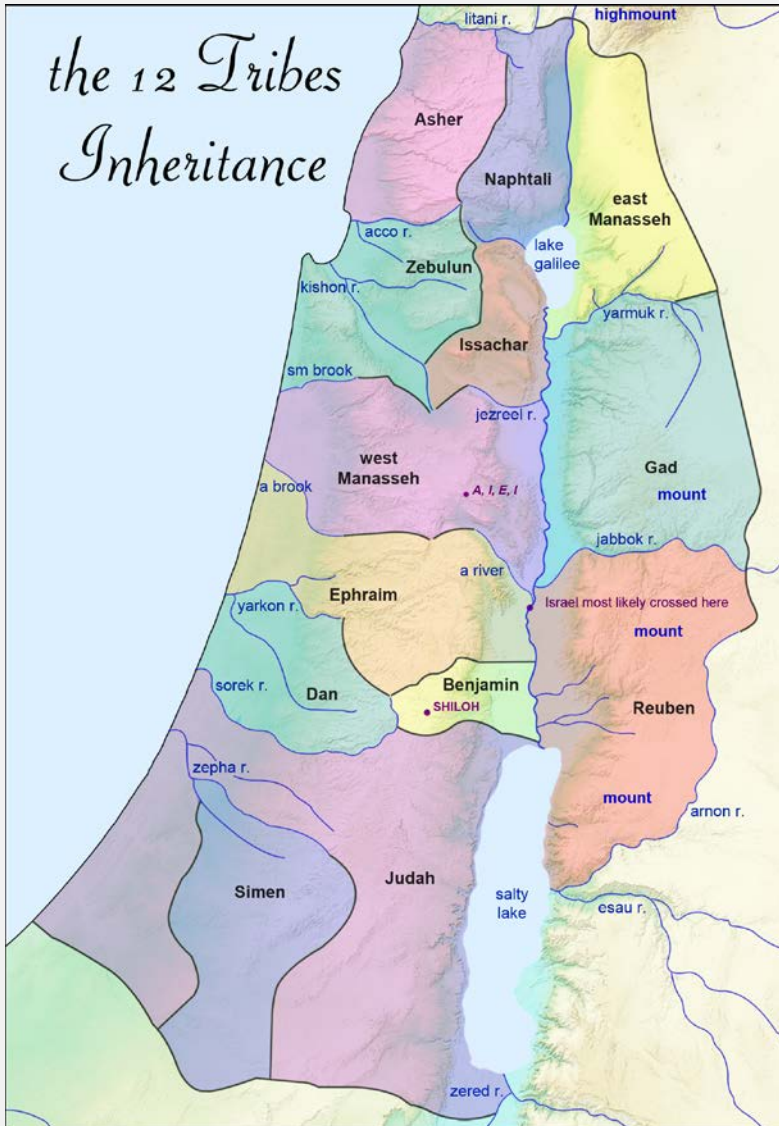 litani r.
highmount
mount
the 12 Tribes
Inheritance
Asher
Naphtali
east
Manasseh
acco r.
lake
galilee
Zebulun
kishon r.
yarmuk r.
Issachar
sm brook
jezreel r.
west
Manasseh
Gad
a brook
A, I, E, I
mount
jabbok r.
a river
Ephraim
yarkon r.
Israel most likely crossed here
mount
Benjamin
sorek r.
Dan
SHILOH
Reuben
zepha r.
mount
arnon r.
Simen
Judah
salty
lake
esau r.
zered r.